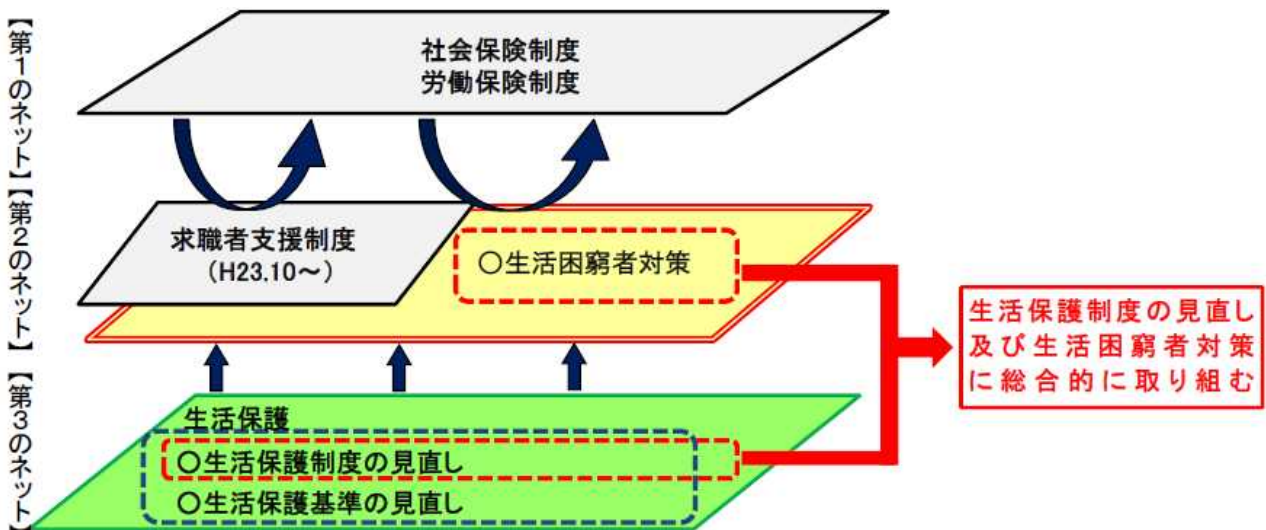 【第1のネット】
社会保険制度
労働保険制度
【第2のネット】
求職者支援制度
(H23.10～)
○生活困窮者対策
生活保護制度の見直し
及び生活困窮者対策
に総合的に取り組む
【第3のネット】
生活保護
○生活保護制度の見直し
○生活保護基準の見直し